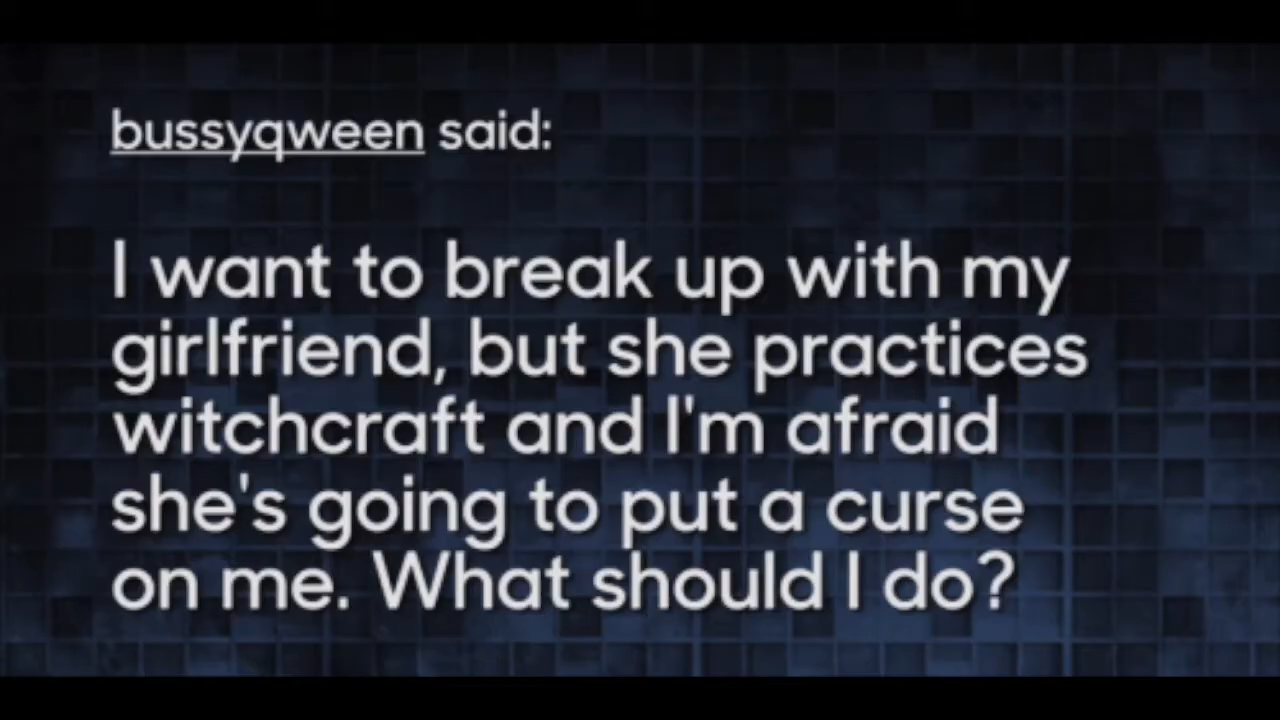 bussyqween said:
I want to break up with my
girlfriend, but she practices
witchcraft and I'm afraid
she's going to put a curse
on me. What should I do?